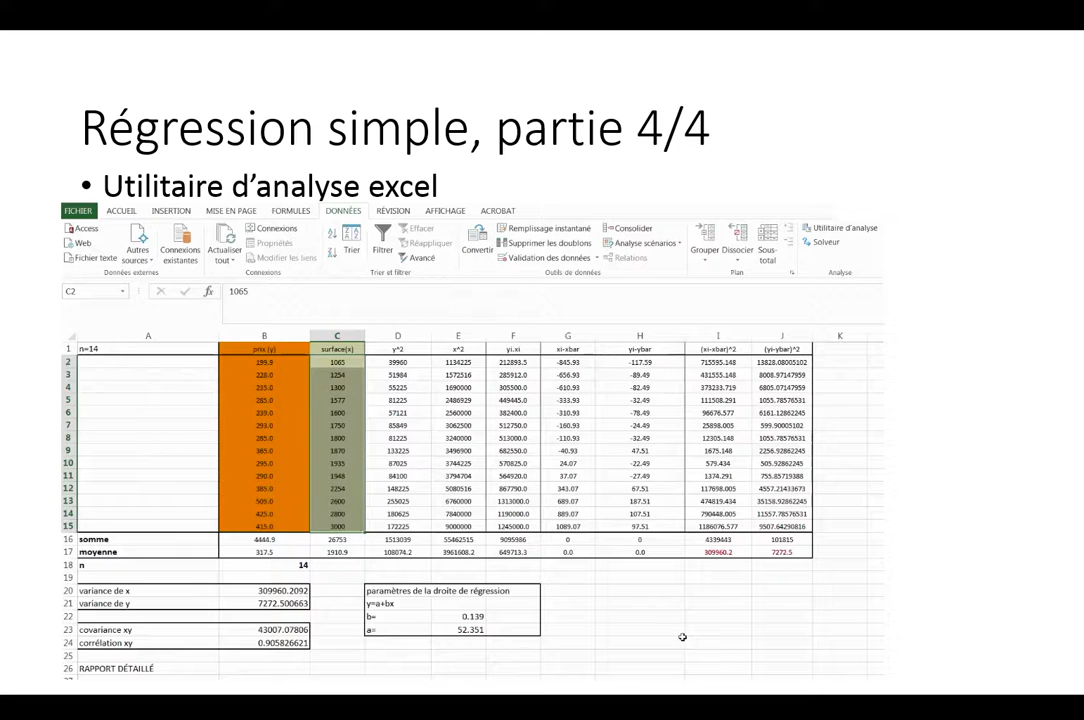 Régression simple, partie 4/4
• Utilitaire d'analyse excel
FICHIER ACCUEIL INSERTION MISE EN PAGE FORMULES DONNÉES RÉVISION AFFICHAGE ACROBAT
Access
Web
Fichier texte
Autres sources
Connexions existantes
Données externes
Actualiser tout
Connexions
Propriétés
Modifier les liens
Connexions
Trier
Filtrer
Effacer
Réappliquer
Avancé
Trier et filtrer
Convertir
Remplissage instantané
Supprimer les doublons
Validation des données
Consolider
Analyse scénarios
Relations
Outils de données
Grouper
Dissocier
Sous-total
Plan
Utilitaire d'analyse
Solveur
Analyse
C2 fx 1065
A B C D E F G H I J K
1 n=14 prix (y) surface(x) y^2 x^2 yi.xi xi-xbar yi-ybar (xi-xbar)^2 (yi-ybar)^2
2 199.9 1065 39960 1134225 212893.5 -845.93 -117.59 715595.148 13828.08005102
3 228.0 1254 51984 1572516 285912.0 -656.93 -89.49 431555.148 8008.97147959
4 235.0 1300 55225 1690000 305500.0 -610.93 -82.49 373233.719 6805.07147959
5 285.0 1577 81225 2486929 449445.0 -333.93 -32.49 111508.291 1055.78576531
6 239.0 1600 57121 2560000 382400.0 -310.93 -78.49 96676.577 6161.12862245
7 293.0 1750 85849 3062500 512750.0 -160.93 -24.49 25898.005 599.90005102
8 285.0 1800 81225 3240000 513000.0 -110.93 -32.49 12305.148 1055.78576531
9 365.0 1870 133225 3496900 682550.0 -40.93 47.51 1675.148 2256.92862245
10 295.0 1935 87025 3744225 570825.0 24.07 -22.49 579.434 505.92862245
11 290.0 1948 84100 3794704 564920.0 37.07 -27.49 1374.291 755.85719388
12 385.0 2254 148225 5080516 867790.0 343.07 67.51 117698.005 4557.21433673
13 505.0 2600 255025 6760000 1313000.0 689.07 187.51 474819.434 35158.92862245
14 425.0 2800 180625 7840000 1190000.0 889.07 107.51 790448.005 11557.78576531
15 415.0 3000 172225 9000000 1245000.0 1089.07 97.51 1186076.577 9507.64290816
16 somme 4444.9 26753 1513039 55462515 9095986 0 0 4339443 101815
17 moyenne 317.5 1910.9 108074.2 3961608.2 649713.3 0.0 0.0 309960.2 7272.5
18 n 14
19
20 variance de x 309960.2092 paramètres de la droite de régression
21 variance de y 7272.500663 y=a+bx
22 b= 0.139
23 covariance xy 43007.07806 a= 52.351
24 corrélation xy 0.905826621
25
26 RAPPORT DÉTAILLÉ